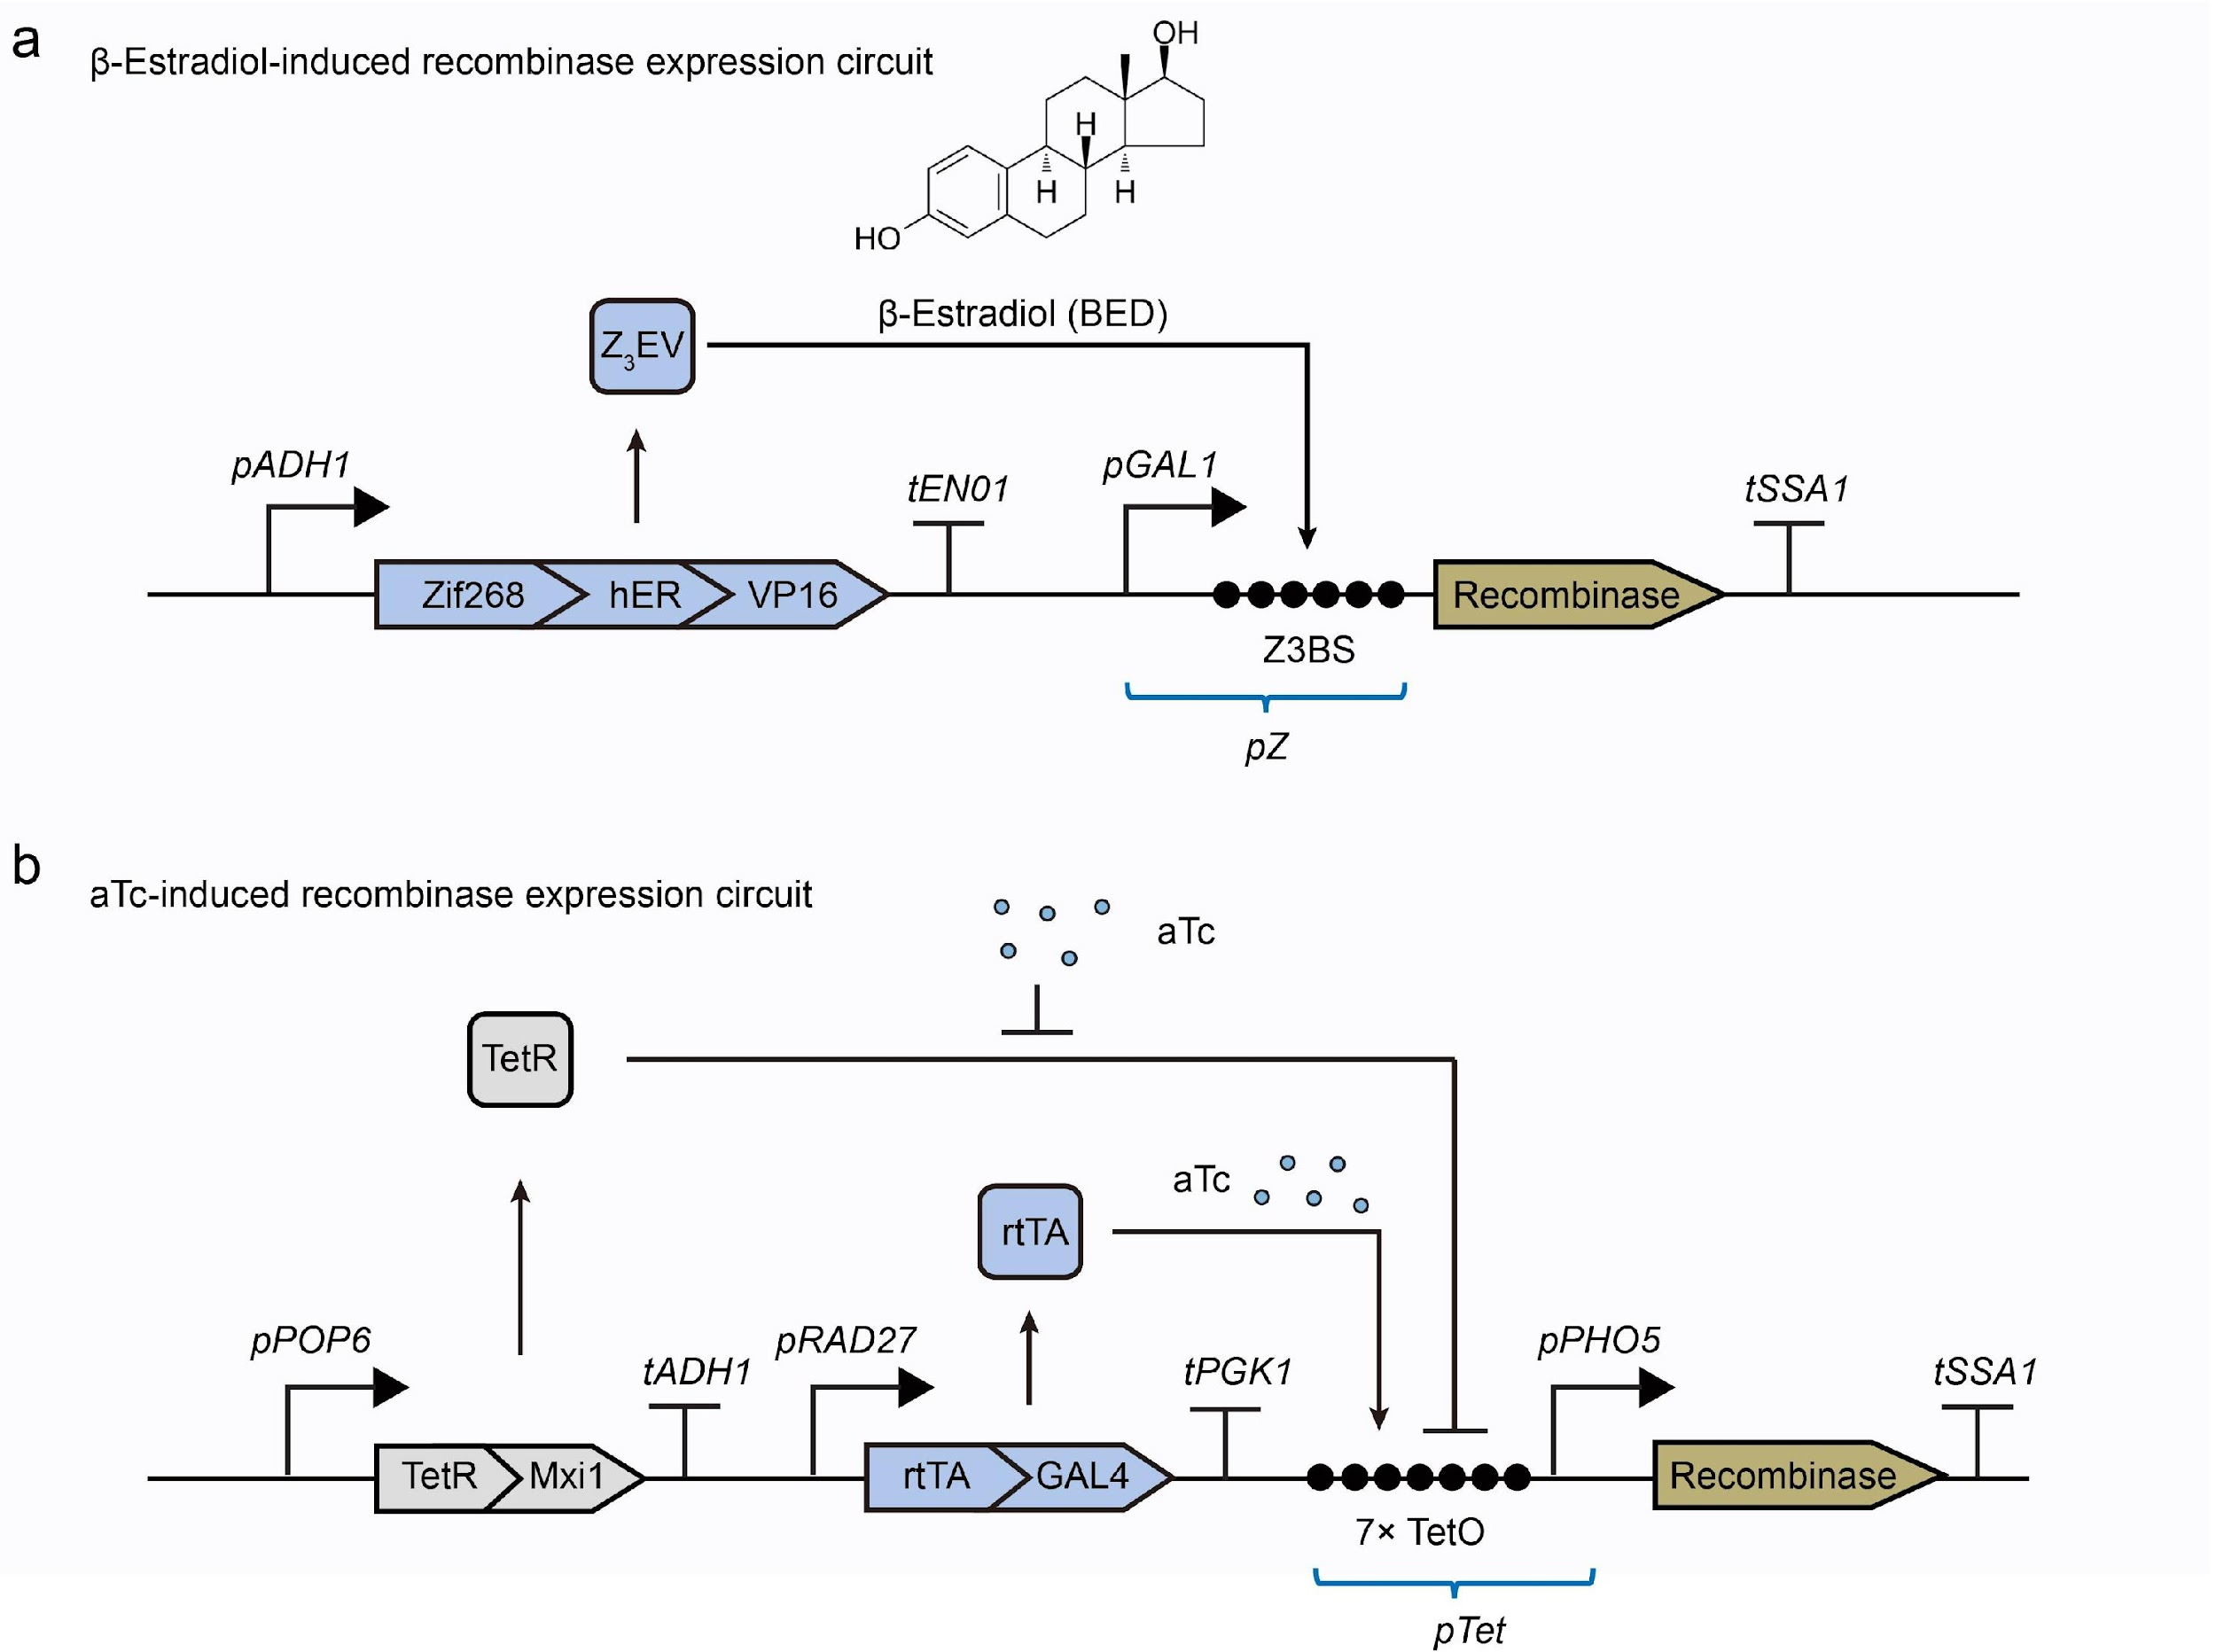 a
β-Estradiol-induced recombinase expression circuit
OH
H
H
H
HO
β-Estradiol (BED)
Z3EV
pADH1
tEN01
pGAL1
tSSA1
Zif268
hER
VP16
Recombinase
Z3BS
pZ
b
aTc-induced recombinase expression circuit
aTc
TetR
aTc
rtTA
pPOP6
tADH1
pRAD27
tPGK1
pPHO5
tSSA1
TetR
Mxi1
rtTA
GAL4
Recombinase
7× TetO
pTet